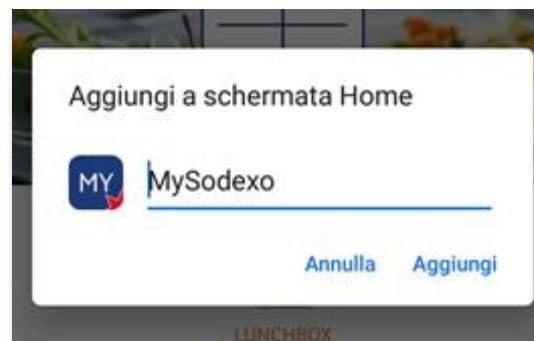 Aggiungi a schermata Home
MY MySodexo
Annulla Aggiungi
LUNCHBOX